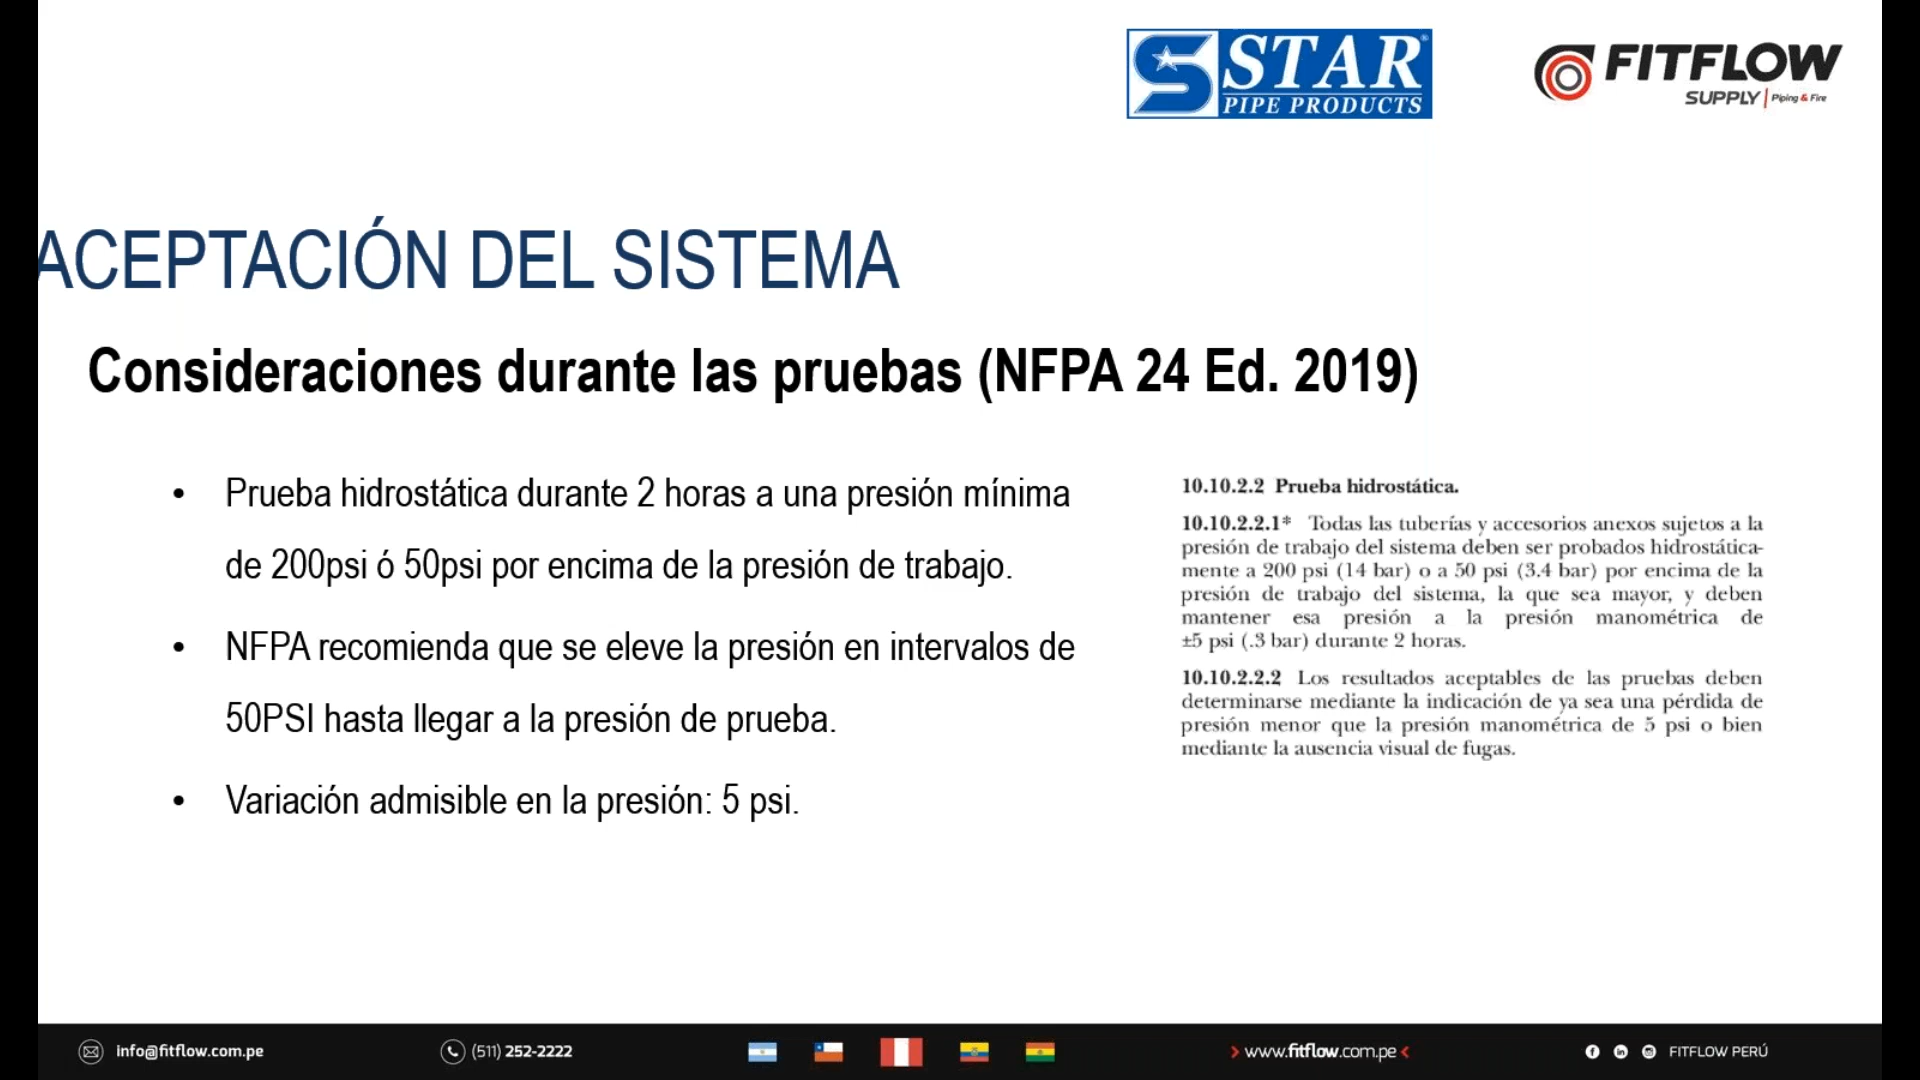 STAR®
PIPE PRODUCTS
FITFLOW
SUPPLY | Piping & Fire
ACEPTACIÓN DEL SISTEMA
Consideraciones durante las pruebas (NFPA 24 Ed. 2019)
• Prueba hidrostática durante 2 horas a una presión mínima
de 200psi ó 50psi por encima de la presión de trabajo.
• NFPA recomienda que se eleve la presión en intervalos de
50PSI hasta llegar a la presión de prueba.
• Variación admisible en la presión: 5 psi.
10.10.2.2 Prueba hidrostática.
10.10.2.2.1* Todas las tuberías y accesorios anexos sujetos a la
presión de trabajo del sistema deben ser probados hidrostática-
mente a 200 psi (14 bar) o a 50 psi (3.4 bar) por encima de la
presión de trabajo del sistema, la que sea mayor, y deben
mantener esa presión a la presión manométrica de
±5 psi (.3 bar) durante 2 horas.
10.10.2.2.2 Los resultados aceptables de las pruebas deben
determinarse mediante la indicación de ya sea una pérdida de
presión menor que la presión manométrica de 5 psi o bien
mediante la ausencia visual de fugas.
info@fitflow.com.pe
(511) 252-2222
www.fitflow.com.pe
FITFLOW PERÚ